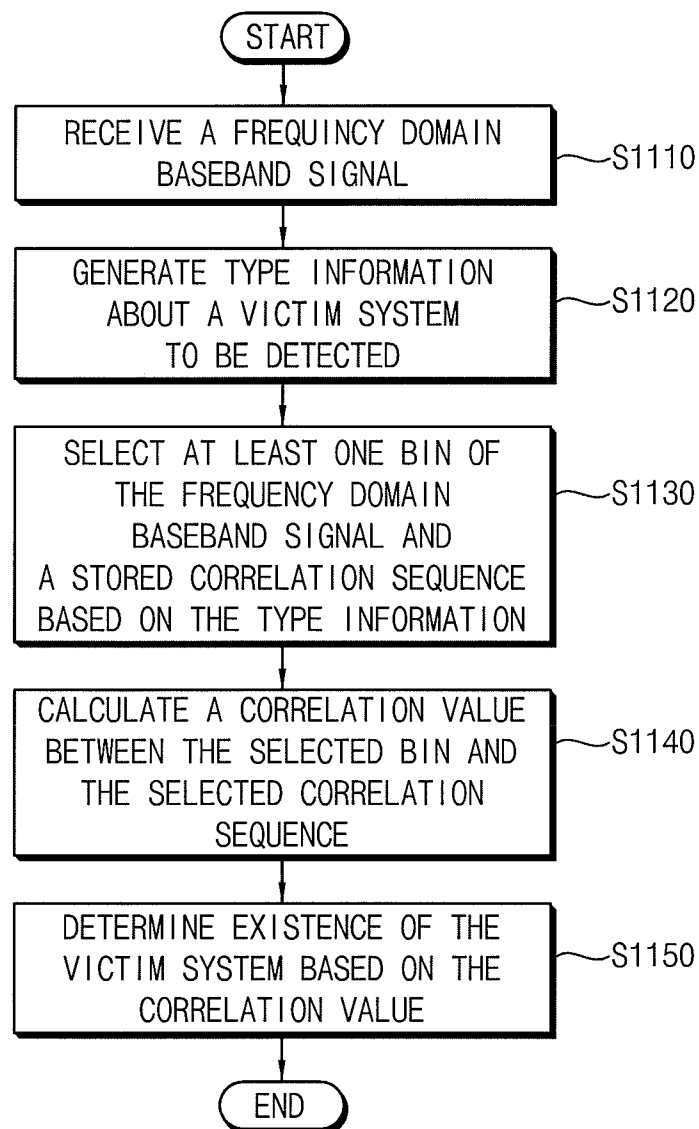 START
RECEIVE A FREQUINCY DOMAIN
BASEBAND SIGNAL
S1110
GENERATE TYPE INFORMATION
ABOUT A VICTIM SYSTEM
TO BE DETECTED
S1120
SELECT AT LEAST ONE BIN OF
THE FREQUENCY DOMAIN
BASEBAND SIGNAL AND
A STORED CORRELATION SEQUENCE
BASED ON THE TYPE INFORMATION
S1130
CALCULATE A CORRELATION VALUE
BETWEEN THE SELECTED BIN AND
THE SELECTED CORRELATION
SEQUENCE
S1140
DETERMINE EXISTENCE OF THE
VICTIM SYSTEM BASED ON THE
CORRELATION VALUE
S1150
END